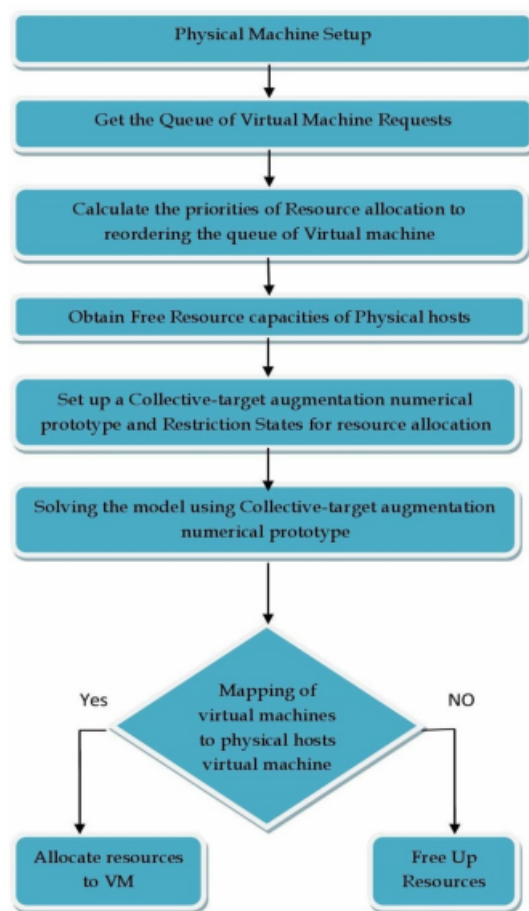 Physical Machine Setup
Get the Queue of Virtual Machine Requests
Calculate the priorities of Resource allocation to
reordering the queue of Virtual machine
Obtain Free Resource capacities of Physical hosts
Set up a Collective-target augmentation numerical
prototype and Restriction States for resource allocation
Solving the model using Collective-target augmentation
numerical prototype
Mapping of
virtual machines
to physical hosts
virtual machine
Yes
NO
Allocate resources
to VM
Free Up
Resources